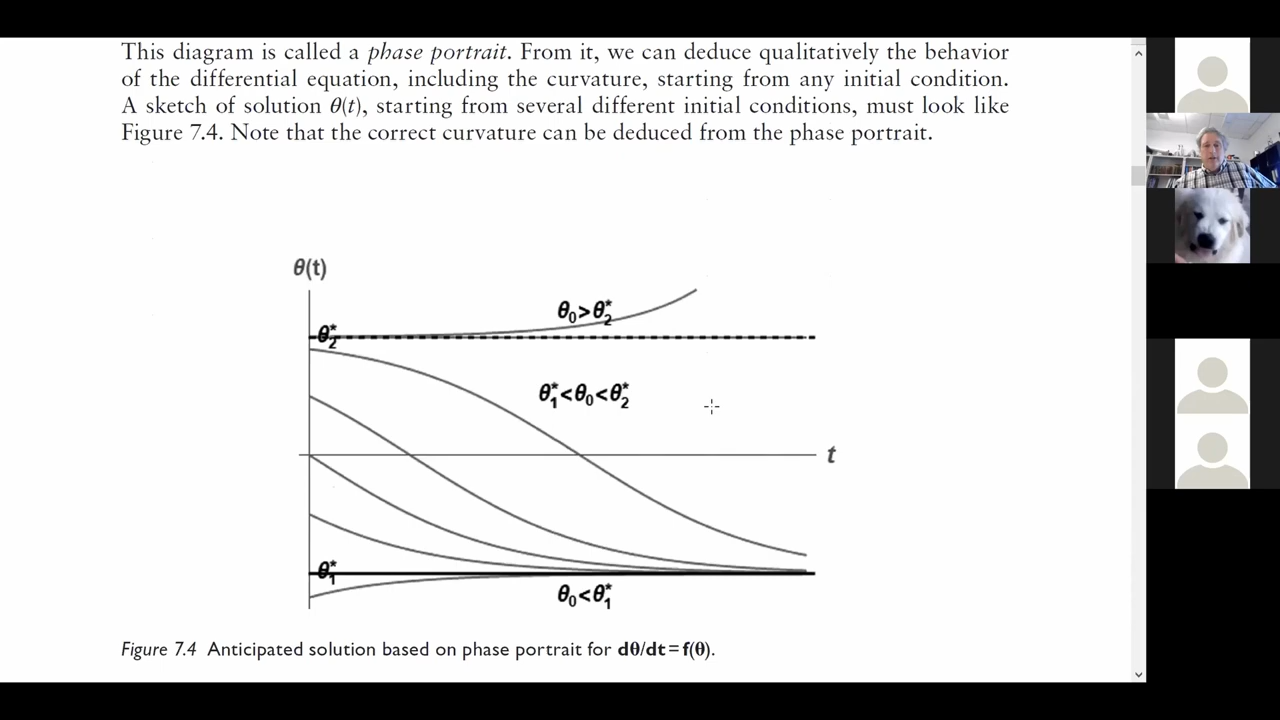 This diagram is called a phase portrait. From it, we can deduce qualitatively the behavior
of the differential equation, including the curvature, starting from any initial condition.
A sketch of solution θ(t), starting from several different initial conditions, must look like
Figure 7.4. Note that the correct curvature can be deduced from the phase portrait.
θ(t)
θ₀>θ₂*
θ₂*
θ₁*<θ₀<θ₂*
t
θ₁*
θ₀<θ₁*
Figure 7.4 Anticipated solution based on phase portrait for dθ/dt=f(θ).